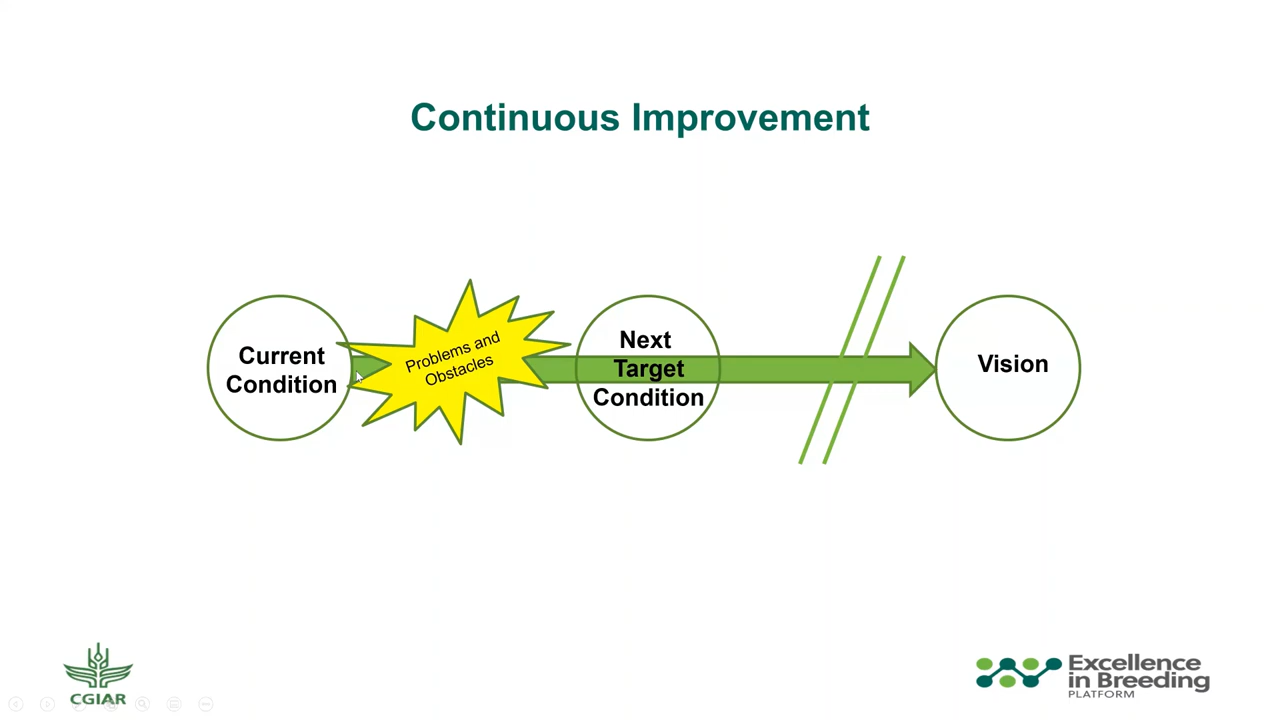 Continuous Improvement
Current
Condition
Problems and
Obstacles
Next
Target
Condition
Vision
CGIAR
Excellence
in Breeding
PLATFORM